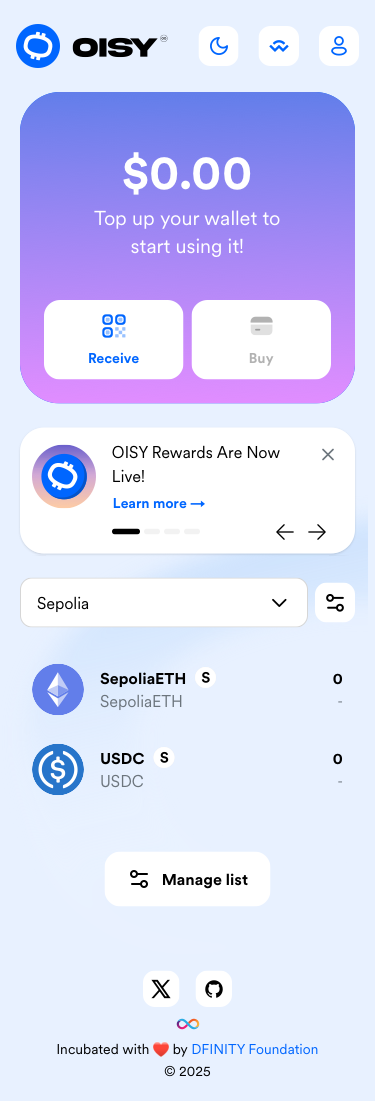 OISY
$0.00
Top up your wallet to
start using it!
Receive
Buy
OISY Rewards Are Now
Live!
Learn more →
Sepolia
SepoliaETH S
0
SepoliaETH
-
USDC S
0
USDC
-
Manage list
Incubated with ❤️ by DFINITY Foundation
© 2025